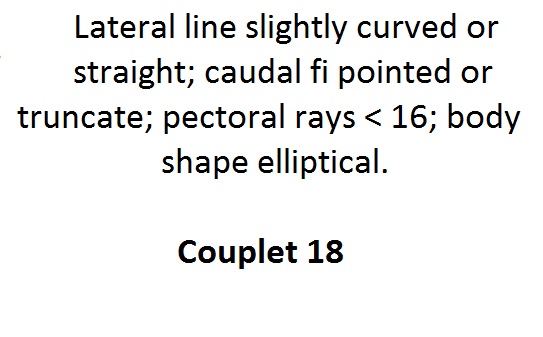 Lateral line slightly curved or
straight; caudal fi pointed or
truncate; pectoral rays < 16; body
shape elliptical.
Couplet 18